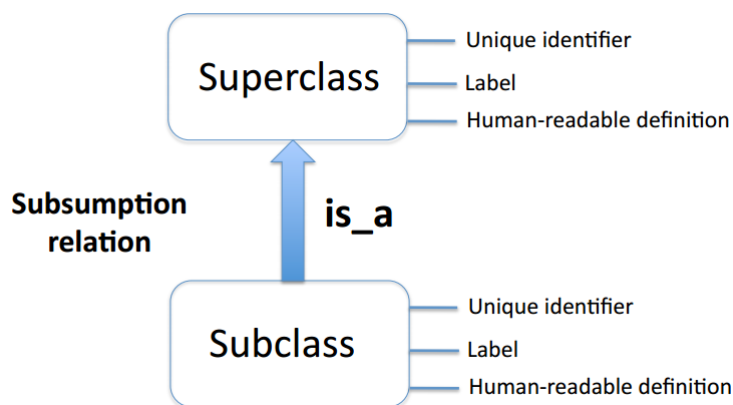 Superclass
Unique identifier
Label
Human-readable definition
Subsumption
relation
is_a
Subclass
Unique identifier
Label
Human-readable definition